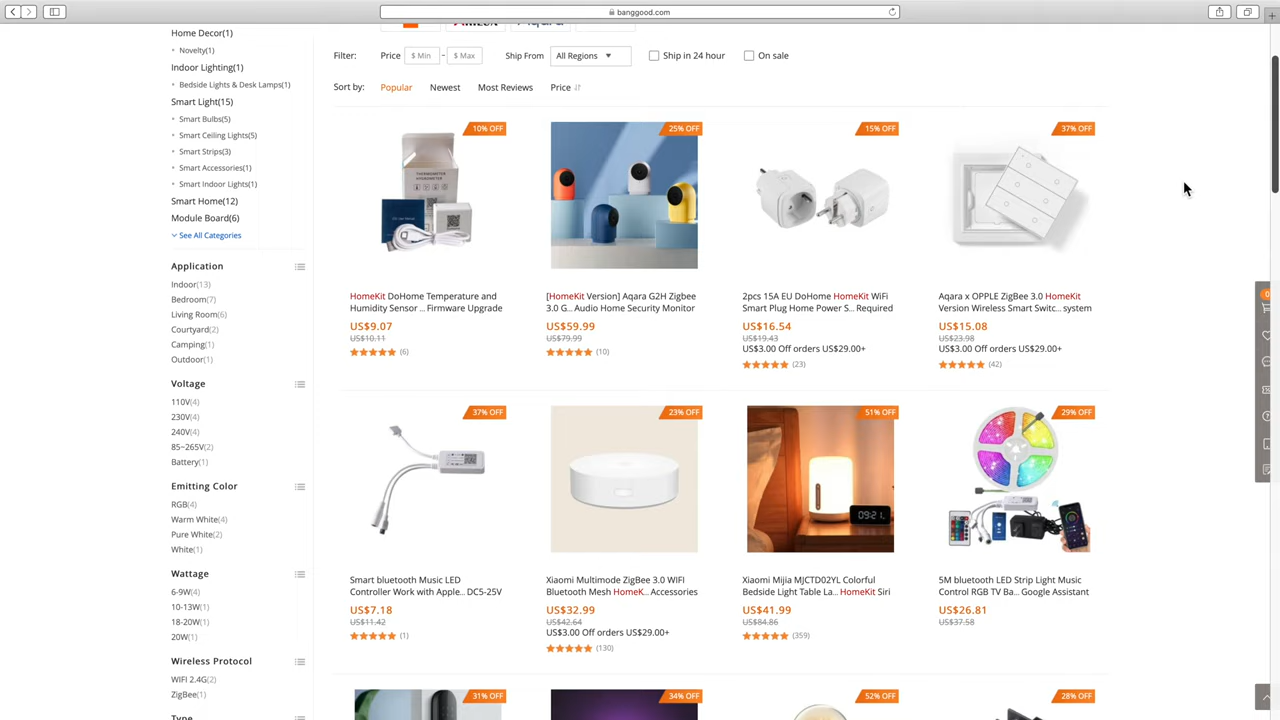 banggood.com
Home Decor(1)
Novelty(1)
Indoor Lighting(1)
Bedside Lights & Desk Lamps(1)
Smart Light(15)
Smart Bulbs(5)
Smart Ceiling Lights(5)
Smart Strips(3)
Smart Accessories(1)
Smart Indoor Lights(1)
Smart Home(12)
Module Board(6)
See All Categories
Application
Indoor(13)
Bedroom(7)
Living Room(6)
Courtyard(2)
Camping(1)
Outdoor(1)
Voltage
110V(4)
230V(4)
240V(4)
85~265V(2)
Battery(1)
Emitting Color
RGB(4)
Warm White(4)
Pure White(2)
White(1)
Wattage
6-9W(4)
10-13W(1)
18-20W(1)
20W(1)
Wireless Protocol
WIFI 2.4G(2)
ZigBee(1)
Type
Filter: Price $ Min - $ Max Ship From All Regions Ship in 24 hour On sale
Sort by: Popular Newest Most Reviews Price
10% OFF
HomeKit DoHome Temperature and
Humidity Sensor ... Firmware Upgrade
US$9.07
US$10.11
(6)
25% OFF
[HomeKit Version] Aqara G2H Zigbee
3.0 G... Audio Home Security Monitor
US$59.99
US$79.99
(10)
15% OFF
2pcs 15A EU DoHome HomeKit WiFi
Smart Plug Home Power S... Required
US$16.54
US$19.43
US$3.00 Off orders US$29.00+
(23)
37% OFF
Aqara x OPPLE ZigBee 3.0 HomeKit
Version Wireless Smart Switc... system
US$15.08
US$23.98
US$3.00 Off orders US$29.00+
(42)
37% OFF
Smart bluetooth Music LED
Controller Work with Apple... DC5-25V
US$7.18
US$11.42
(1)
23% OFF
Xiaomi Multimode ZigBee 3.0 WIFI
Bluetooth Mesh HomeK... Accessories
US$32.99
US$42.64
US$3.00 Off orders US$29.00+
(130)
51% OFF
09:21
Xiaomi Mijia MJCTD02YL Colorful
Bedside Light Table La... HomeKit Siri
US$41.99
US$84.86
(359)
29% OFF
5M bluetooth LED Strip Light Music
Control RGB TV Ba... Google Assistant
US$26.81
US$37.58
31% OFF
34% OFF
52% OFF
28% OFF